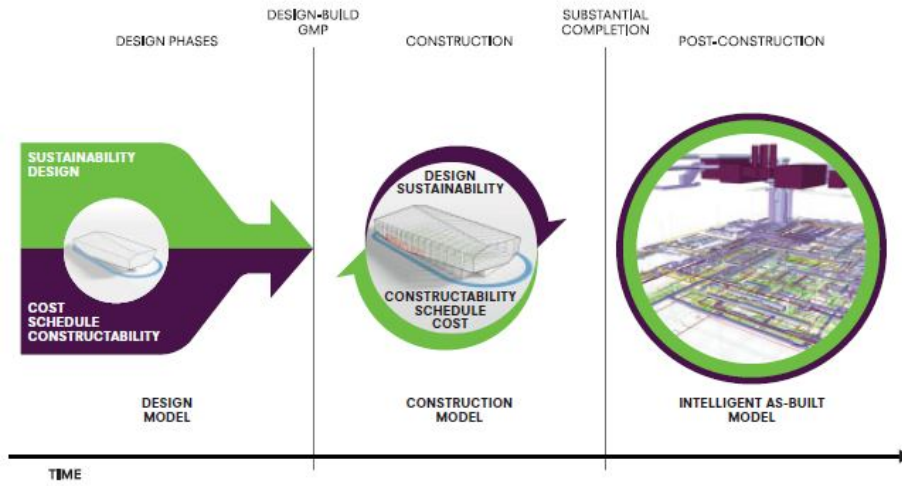 DESIGN PHASES
DESIGN-BUILD
GMP
CONSTRUCTION
SUBSTANTIAL
COMPLETION
POST-CONSTRUCTION
SUSTAINABILITY
DESIGN
COST
SCHEDULE
CONSTRUCTABILITY
DESIGN
SUSTAINABILITY
CONSTRUCTABILITY
SCHEDULE
COST
DESIGN
MODEL
CONSTRUCTION
MODEL
INTELLIGENT AS-BUILT
MODEL
TIME